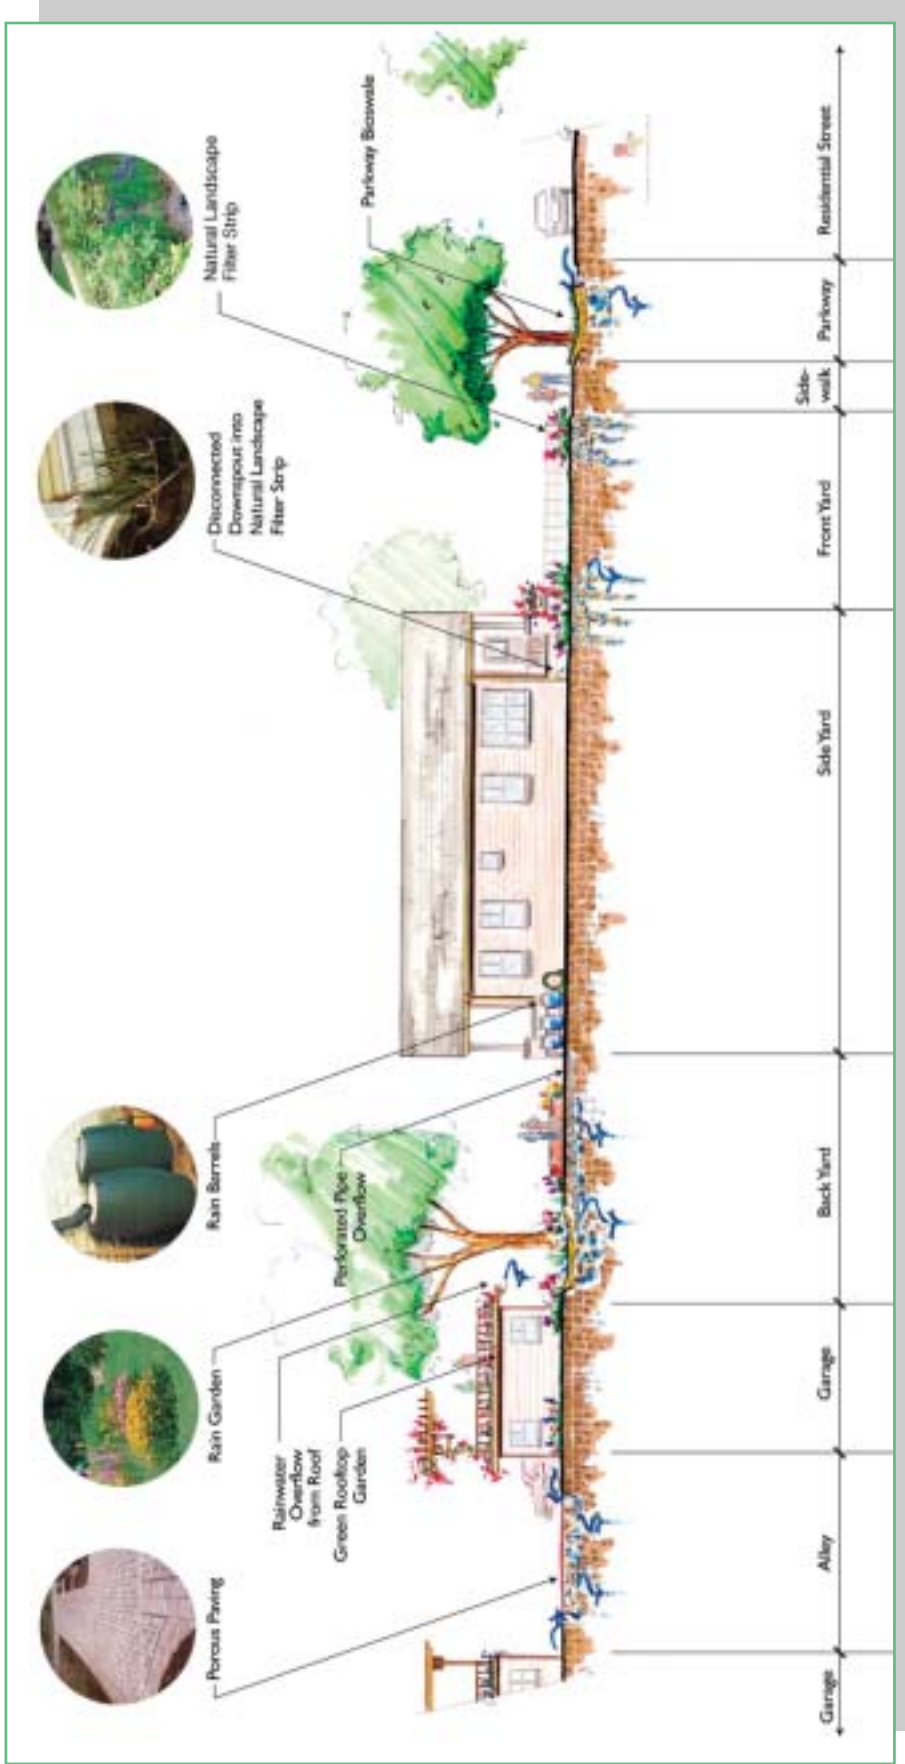 Porous Paving
Rain Garden
Rain Barrels
Disconnected
Downspout into
Natural Landscape
Filter Strip
Natural Landscape
Filter Strip
Rainwater
Overflow
from Roof
Green Rooftop
Garden
Perforated Pipe
Overflow
Parkway Bioswale
Garage
Alley
Garage
Back Yard
Side Yard
Front Yard
Side-
walk
Parkway
Residential Street